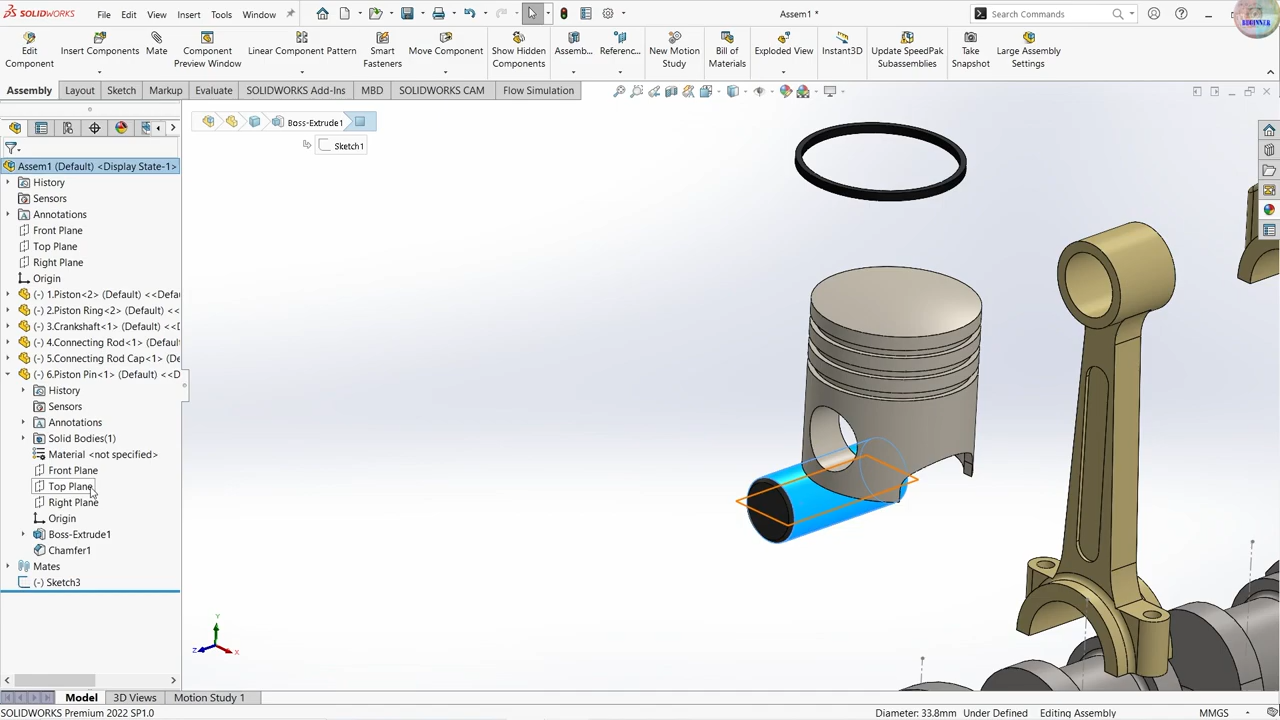 SOLIDWORKS
File
Edit
View
Insert
Tools
Window
Assem1 *
Search Commands
BEGINNER
Edit Component
Insert Components
Mate
Component Preview Window
Linear Component Pattern
Smart Fasteners
Move Component
Show Hidden Components
Assemb...
Referenc...
New Motion Study
Bill of Materials
Exploded View
Instant3D
Update SpeedPak Subassemblies
Take Snapshot
Large Assembly Settings
Assembly
Layout
Sketch
Markup
Evaluate
SOLIDWORKS Add-Ins
MBD
SOLIDWORKS CAM
Flow Simulation
Boss-Extrude1
Sketch1
Assem1 (Default) <Display State-1>
History
Sensors
Annotations
Front Plane
Top Plane
Right Plane
Origin
(-) 1.Piston<2> (Default) <<Defau
(-) 2.Piston Ring<2> (Default) <<
(-) 3.Crankshaft<1> (Default) <<D
(-) 4.Connecting Rod<1> (Default
(-) 5.Connecting Rod Cap<1> (De
(-) 6.Piston Pin<1> (Default) <<D
History
Sensors
Annotations
Solid Bodies(1)
Material <not specified>
Front Plane
Top Plane
Right Plane
Origin
Boss-Extrude1
Chamfer1
Mates
(-) Sketch3
Y
Z
X
Model
3D Views
Motion Study 1
SOLIDWORKS Premium 2022 SP1.0
Diameter: 33.8mm
Under Defined
Editing Assembly
MMGS